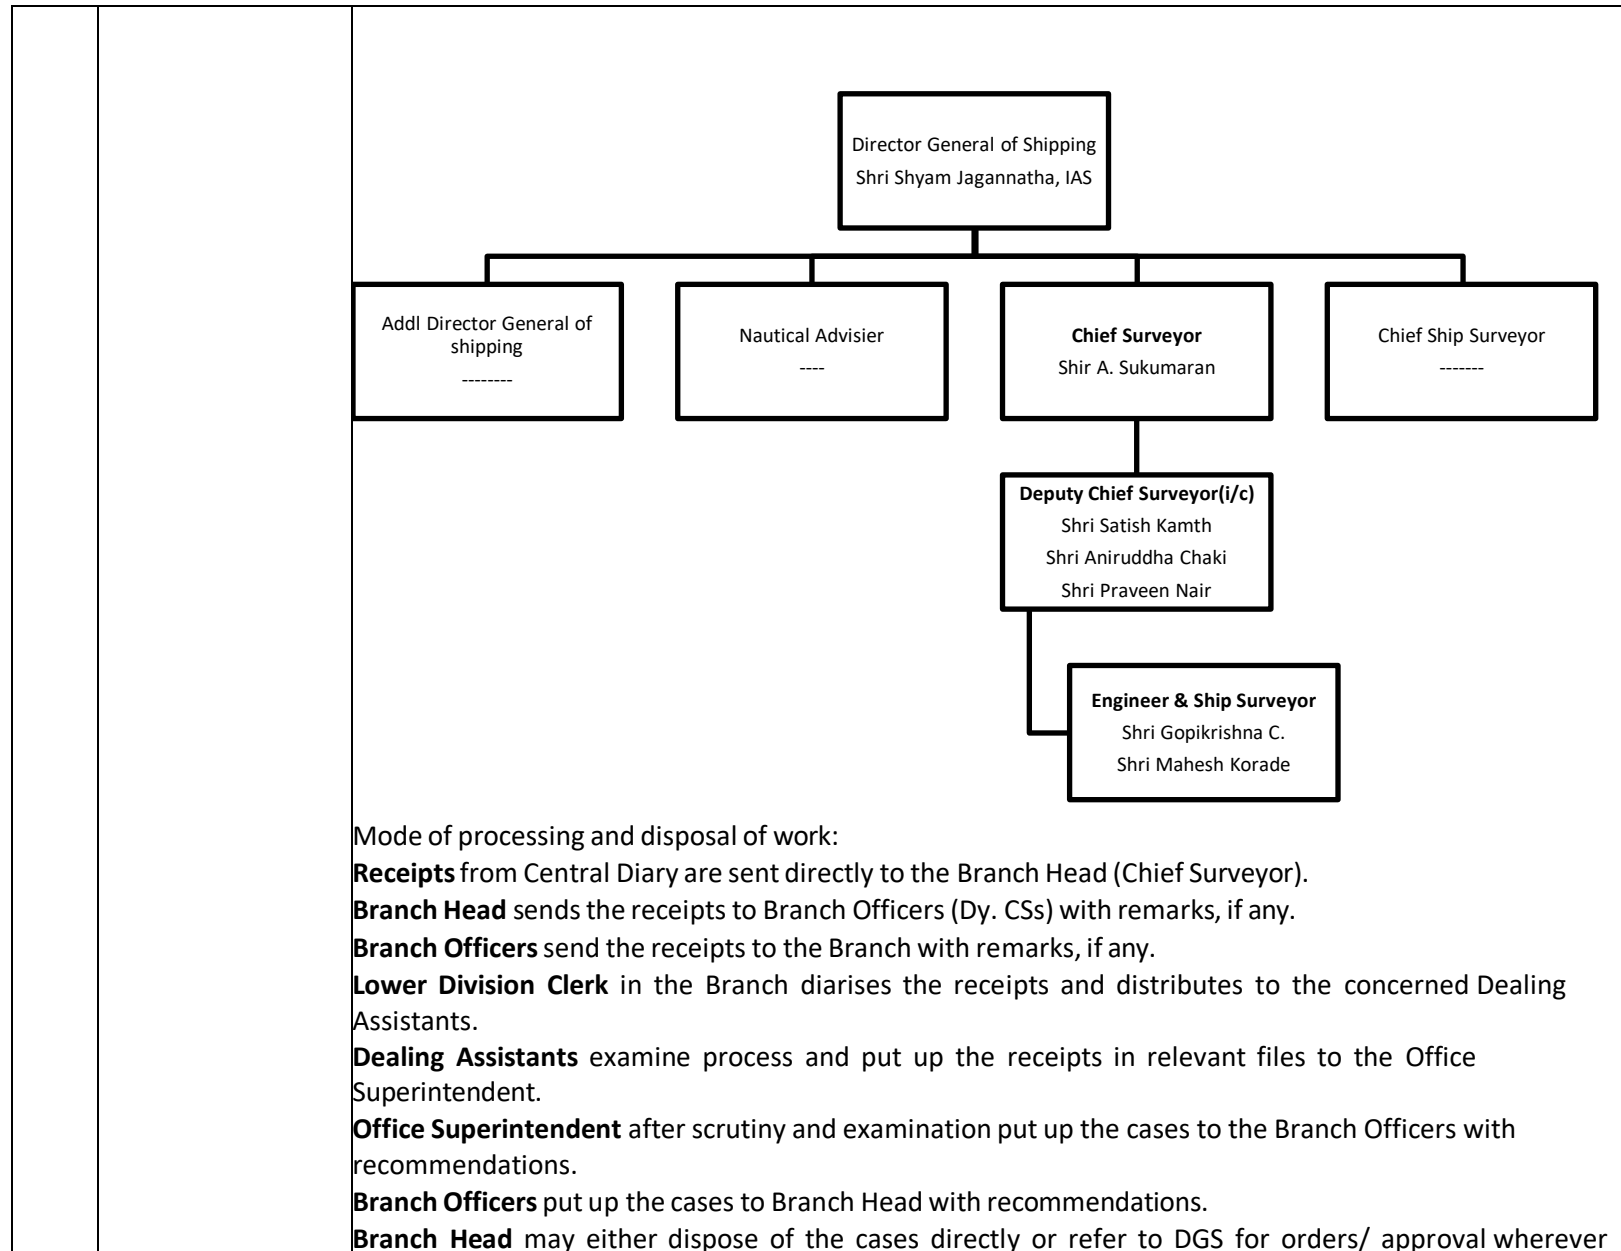 Director General of Shipping
Shri Shyam Jagannatha, IAS
Addl Director General of
shipping
--------
Nautical Advisier
----
Chief Surveyor
Shir A. Sukumaran
Chief Ship Surveyor
-------
Deputy Chief Surveyor(i/c)
Shri Satish Kamth
Shri Aniruddha Chaki
Shri Praveen Nair
Engineer & Ship Surveyor
Shri Gopikrishna C.
Shri Mahesh Korade
Mode of processing and disposal of work:
Receipts from Central Diary are sent directly to the Branch Head (Chief Surveyor).
Branch Head sends the receipts to Branch Officers (Dy. CSs) with remarks, if any.
Branch Officers send the receipts to the Branch with remarks, if any.
Lower Division Clerk in the Branch diarises the receipts and distributes to the concerned Dealing
Assistants.
Dealing Assistants examine process and put up the receipts in relevant files to the Office
Superintendent.
Office Superintendent after scrutiny and examination put up the cases to the Branch Officers with
recommendations.
Branch Officers put up the cases to Branch Head with recommendations.
Branch Head may either dispose of the cases directly or refer to DGS for orders/ approval wherever